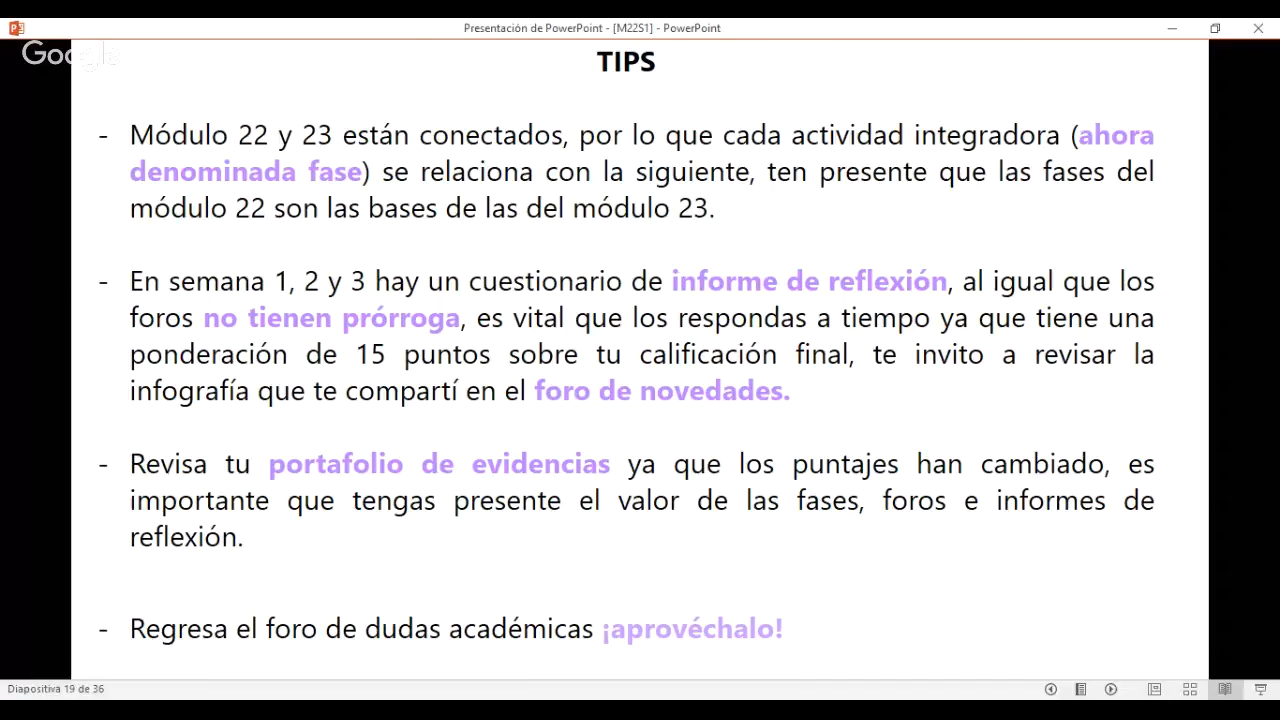 Presentación de PowerPoint - [M22S1] - PowerPoint
Google
TIPS
- Módulo 22 y 23 están conectados, por lo que cada actividad integradora (ahora
denominada fase) se relaciona con la siguiente, ten presente que las fases del
módulo 22 son las bases de las del módulo 23.
- En semana 1, 2 y 3 hay un cuestionario de informe de reflexión, al igual que los
foros no tienen prórroga, es vital que los respondas a tiempo ya que tiene una
ponderación de 15 puntos sobre tu calificación final, te invito a revisar la
infografía que te compartí en el foro de novedades.
- Revisa tu portafolio de evidencias ya que los puntajes han cambiado, es
importante que tengas presente el valor de las fases, foros e informes de
reflexión.
- Regresa el foro de dudas académicas ¡aprovéchalo!
Diapositiva 19 de 36